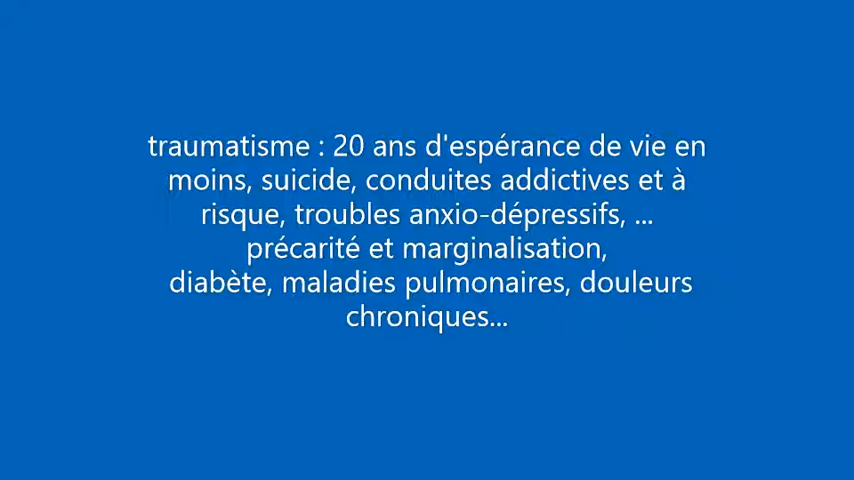 traumatisme : 20 ans d'espérance de vie en
moins, suicide, conduites addictives et à
risque, troubles anxio-dépressifs, ...
précarité et marginalisation,
diabète, maladies pulmonaires, douleurs
chroniques...